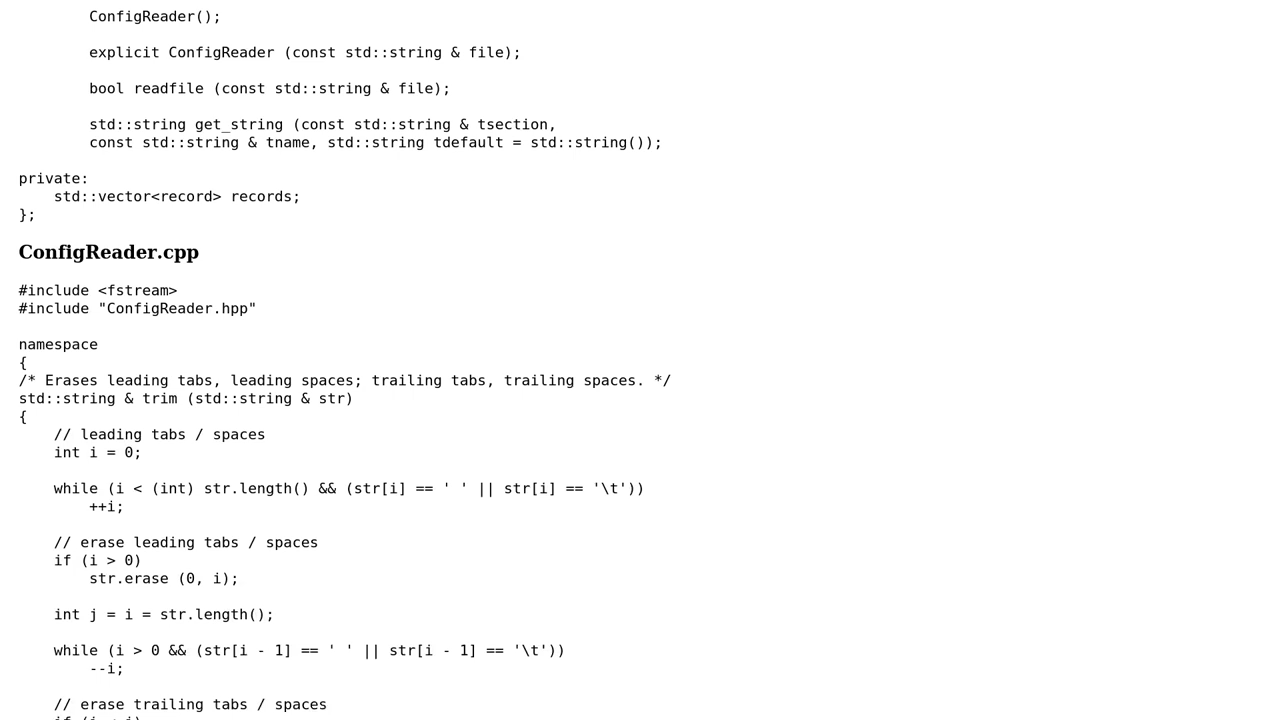 ConfigReader();
explicit ConfigReader (const std::string & file);
bool readfile (const std::string & file);
std::string get_string (const std::string & tsection,
const std::string & tname, std::string tdefault = std::string());
private:
std::vector<record> records;
};
ConfigReader.cpp
#include <fstream>
#include "ConfigReader.hpp"
namespace
{
/* Erases leading tabs, leading spaces; trailing tabs, trailing spaces. */
std::string & trim (std::string & str)
{
// leading tabs / spaces
int i = 0;
while (i < (int) str.length() && (str[i] == ' ' || str[i] == '\t'))
++i;
// erase leading tabs / spaces
if (i > 0)
str.erase (0, i);
int j = i = str.length();
while (i > 0 && (str[i - 1] == ' ' || str[i - 1] == '\t'))
--i;
// erase trailing tabs / spaces